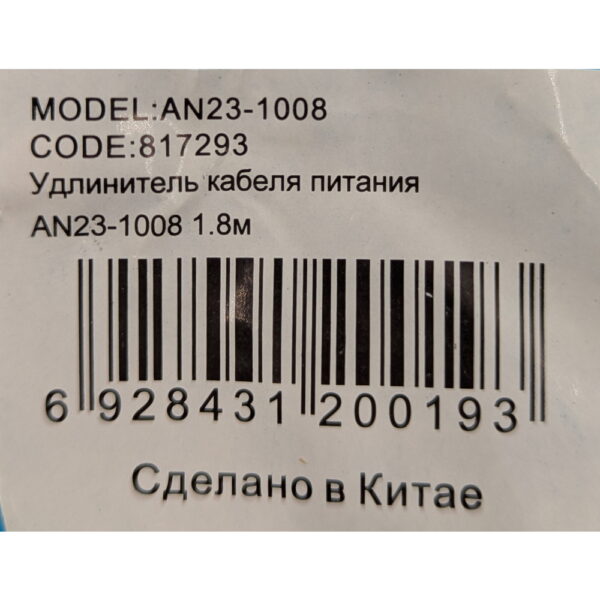 MODEL:AN23-1008
CODE:817293
Удлинитель кабеля питания
AN23-1008 1.8м
6 928431 200193
Сделано в Китае